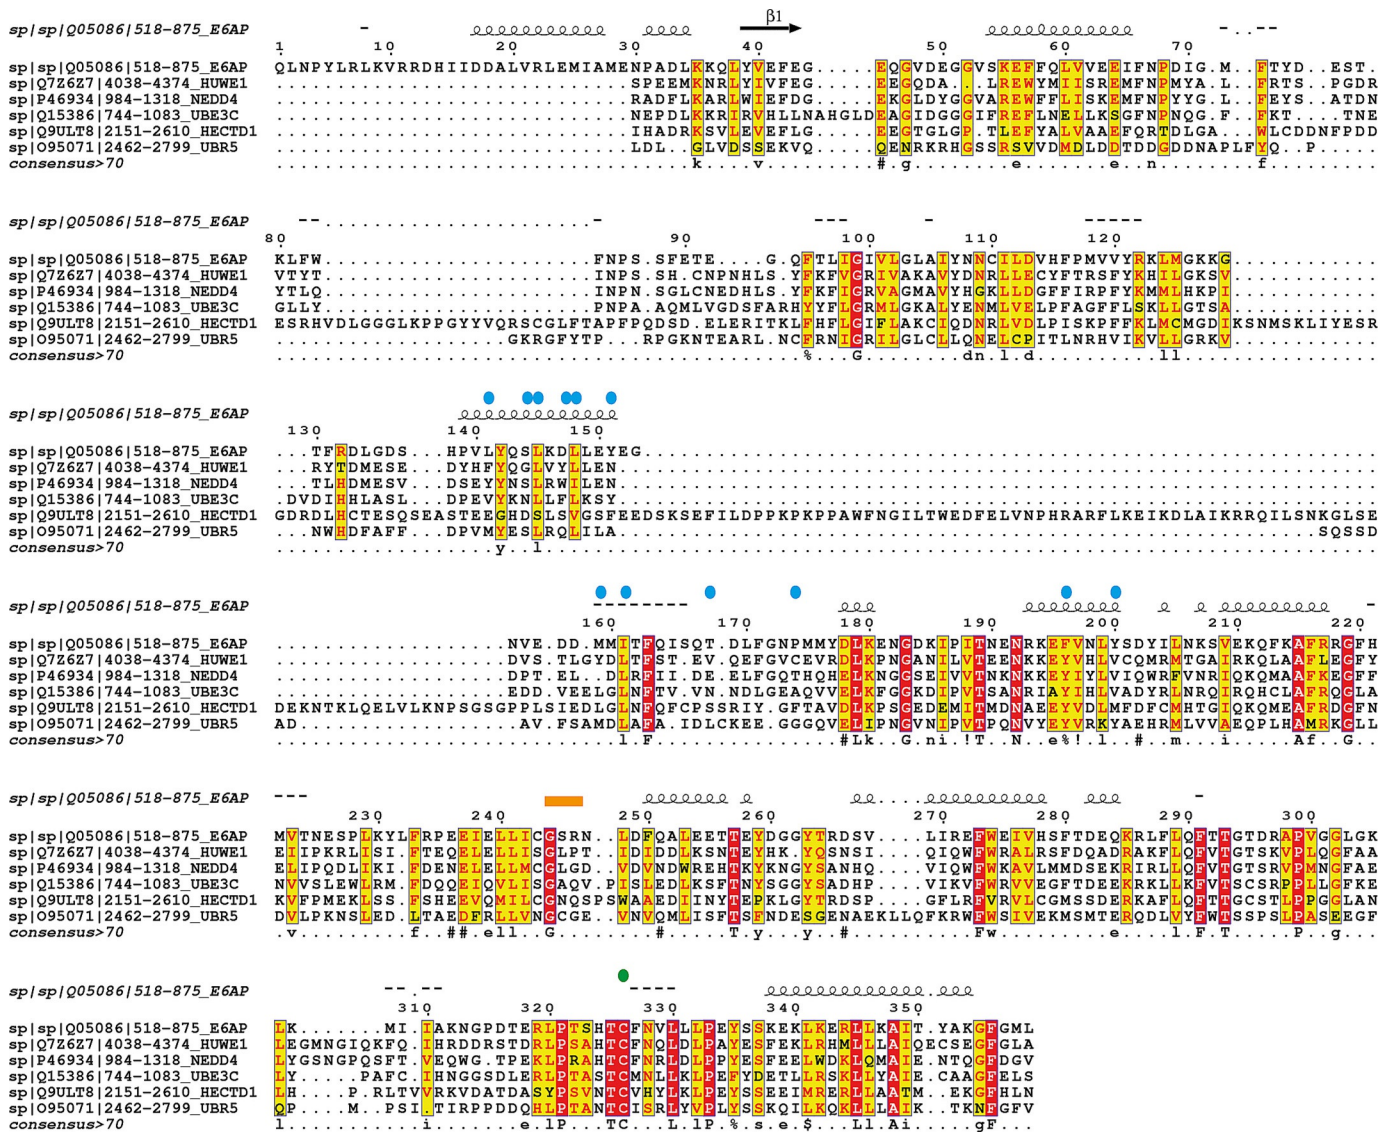 β1
sp|sp|Q05086|518-875_E6AP
1 10 20 30 40 50 60 70
sp|sp|Q05086|518-875_E6AP QLNPYLRLKVRRDHIIDDALVRLEMIAMENPADLKKQLYVEFEG.....EQGVDEGGVSKEFFQLVVEEIFNPDIG.M..FTYD..EST.
sp|Q7Z6Z7|4038-4374_HUWE1 .............................SPEEMKNRLYIVFEG.....EEGQDA..LLREWYMIISREMFNPMYA.L..FRTS..PGDR
sp|P46934|984-1318_NEDD4 .............................RADFLKARLWIEFDG.....EKGLDYGGVAREWFFLISKEMFNPYYG.L..FEYS..ATDN
sp|Q15386|744-1083_UBE3C .............................NEPDLKKRIRVHLLNAHGLDEAGIDGGGIFREFLNELLKSGFNPNQG.F..FKT....TNE
sp|Q9ULT8|2151-2610_HECTD1 .............................IHADRKSVLEVEFLG.....EEGTGLGP.TLEFYALVAAEFQRTDLGA...WLCDDNFPDD
sp|O95071|2462-2799_UBR5 .............................LDL..GLVDSSEKVQ.....QENRKRHGSSRSVVDMDLDDTDDGDDNAPLFYQ..P.....
consensus>70 ..................................k....v.........#.g........e.......e..n........f.........
sp|sp|Q05086|518-875_E6AP
80 90 100 110 120
sp|sp|Q05086|518-875_E6AP KLFW......................FNPS.SFETE....G.QFTLIGIVLGLAIYNNCILDVHFPMVVYRKLMGKKG............
sp|Q7Z6Z7|4038-4374_HUWE1 VTYT......................INPS.SH.CNPNHLS.YFKFVGRIVAKAVYDNRLLECYFTRSFYKHILGKSV............
sp|P46934|984-1318_NEDD4 YTLQ......................INPN.SGLCNEDHLS.YFKFIGRVAGMAVYHGKLLDGFFIRPFYKMMLHKPI............
sp|Q15386|744-1083_UBE3C GLLY......................PNPA.AQMLVGDSFARHYFLGRMLGKALYENMLVELPFAGFFLSKLLGTSA............
sp|Q9ULT8|2151-2610_HECTD1 ESRHVDLGGGLKPPGYYVQRSCGLFTAPFPQDSD.ELERITKLFHFLGIFLAKCIQDNRLVDLPISKPFFKLMCMGDIKSNMSKLIYESR
sp|O95071|2462-2799_UBR5 ...................GKRGFYTP..RPGKNTEARLN.CFRNIGRILGLCLLQNELCPITLNRHVIKVLLGRKV............
consensus>70 ...........................................%...G........dn.l.d..........ll................
sp|sp|Q05086|518-875_E6AP
130 140 150
sp|sp|Q05086|518-875_E6AP ...TFRDLGDS...HPVLYQSLKDLLEYEG............................................................
sp|Q7Z6Z7|4038-4374_HUWE1 ...RYTDMESE...DYHFYQGLVYLLEN..............................................................
sp|P46934|984-1318_NEDD4 ...TLHDMESV...DSEYYNSLRWILEN..............................................................
sp|Q15386|744-1083_UBE3C .DVDIHHLASL...DPEVYKNLLFLKSY..............................................................
sp|Q9ULT8|2151-2610_HECTD1 GDRDLHCTESQSEASTEEGHDSLSVGSFEEDSKSEFILDPPKPKPPAWFNGILTWEDFELVNPHRARFLKEIKDLAIKRRQILSNKGLSE
sp|O95071|2462-2799_UBR5 ...NWHDFAFF...DPVMYESLRQLILA.........................................................SQSSD
consensus>70 ..................y..l....................................................................
sp|sp|Q05086|518-875_E6AP
160 170 180 190 200 210 220
sp|sp|Q05086|518-875_E6AP ...................NVE.DD.MMITFQISQT.DLFGNPMMYDLKENGDKIPITNENRKEFVNLYSDYILNKSVEKQFKAFRRGFH
sp|Q7Z6Z7|4038-4374_HUWE1 ...................DVS.TLGYDLTFST.EV.QEFGVCEVRDLKPNGANILVTEENKKEYVHLVCQMRMTGAIRKQLAAFLEGFY
sp|P46934|984-1318_NEDD4 ...................DPT.EL.DLRFII.DE.ELFGQTHQHELKNGGSEIVVTNKNKKEYIYLVIQWRFVNRIQKQMAAFKEGFF
sp|Q15386|744-1083_UBE3C ...................EDD.VEELGLNFTV.VN.NDLGEAQVVELKFGGKDIPVTSANRIAYIHLVADYRLNRQIRQHCLAFRQGLA
sp|Q9ULT8|2151-2610_HECTD1 DEKNTKLQELVLKNPSGSGPPLSIEDLGLNFQFCPSSRIY.GFTAVDLKPSGEDEMITMDNAEEYVDLMFDFCMHTGIQKQMEAFRDGFN
sp|O95071|2462-2799_UBR5 AD..................AV.FSAMDLAFA.IDLCKEE.GGGQVELIPNGVNIPVTPQNVYEYVRKYAEHRMLVVAEQPLHAMRKGLN
consensus>70 ............................l.F...............#Lk..G.ni.!T..N..e%!.l..#..m...i.....Af..G..
sp|sp|Q05086|518-875_E6AP
230 240 250 260 270 280 290 300
sp|sp|Q05086|518-875_E6AP MVTNESPLKYLFRPEEIELLICGSRN..LDFQALEETTEYDGGYTRDSV...LIREFWEIVHSFTDEQKRLFLQFTTGTDRAPVGGLGK
sp|Q7Z6Z7|4038-4374_HUWE1 EIIPKRLISI.FTEQELELLISGLPT..IDIDDLKSNTEYHK.YQSNSI...QIQWFWRALRSFDQADRAKFLQFVTGTSKVPLQGFAA
sp|P46934|984-1318_NEDD4 ELIPQDLIKI.FDENELELLMCGLGD..VDVNDWREHTKYKNGYSANHQ...VIQWFWKAVLMMDSEKRIRLLQFVTGTSRVPMNGFAE
sp|Q15386|744-1083_UBE3C NVVSLEWLRM.FDQQEIQVLISGAQV.PISLEDLKSFTNYSGGYSADHP...VIKVFWRVVEGFTDEEKRKLLKFVTSCSRPPLLGFKE
sp|Q9ULT8|2151-2610_HECTD1 KVFPMEKLSS.FSHEEVQMILCGNQSPSWAAEDIINYTEPKLGYTRDSP...GFLRFVRVLCGMSSDERKAFLQFTTGCSTLPPGGLAN
sp|O95071|2462-2799_UBR5 DVLPKNSLED.LTAEDFRLLVNGCGE..VNVQMLISFTSFNDESGENAEKLLQFKRWFWSIVEKMSMTERQDLVYFWTSSPSLPASEEGF
consensus>70 .v.........f..##.ell..G........#.....T.y...y..#..........Fw.........e....l.F.T.....P..g...
sp|sp|Q05086|518-875_E6AP
310 320 330 340 350
sp|sp|Q05086|518-875_E6AP LK.......MI.IAKNGPDTERLPTSHTCFNVLLLPEYSSKEKLKERLLKAIT.YAKGFGML
sp|Q7Z6Z7|4038-4374_HUWE1 LEGMNGIQKFQ.IHRDDRSTDRLPSAHTCFNQLDLPAYESFEKLRHMLLLAIQECSEGFGLA
sp|P46934|984-1318_NEDD4 LYGSNGPQSFT.VEQWG.TPEKLPRAHTCFNRLDLPPYESFEELWDKLQMAIE.NTQGFDGV
sp|Q15386|744-1083_UBE3C LY.....PAFC.IHNGGSDLERLPTASTCMNLLKLPEFYDETLLRSKLLYAIE.CAAGFELS
sp|Q9ULT8|2151-2610_HECTD1 LH....P.RLTVVRKVDATDASYPSVNTCVHYLKLPEYSSEEIMRERLLAATM..EKGFHLN
sp|O95071|2462-2799_UBR5 QP....M..PSI.TIRPPDDQHLPTANTCISRLYVPLYSSKQILKQKLLLAIK..TKNFGFV
consensus>70 l...........i.......e.lP...TC...L.lP.%.s.e.$...Ll.Ai....gF....